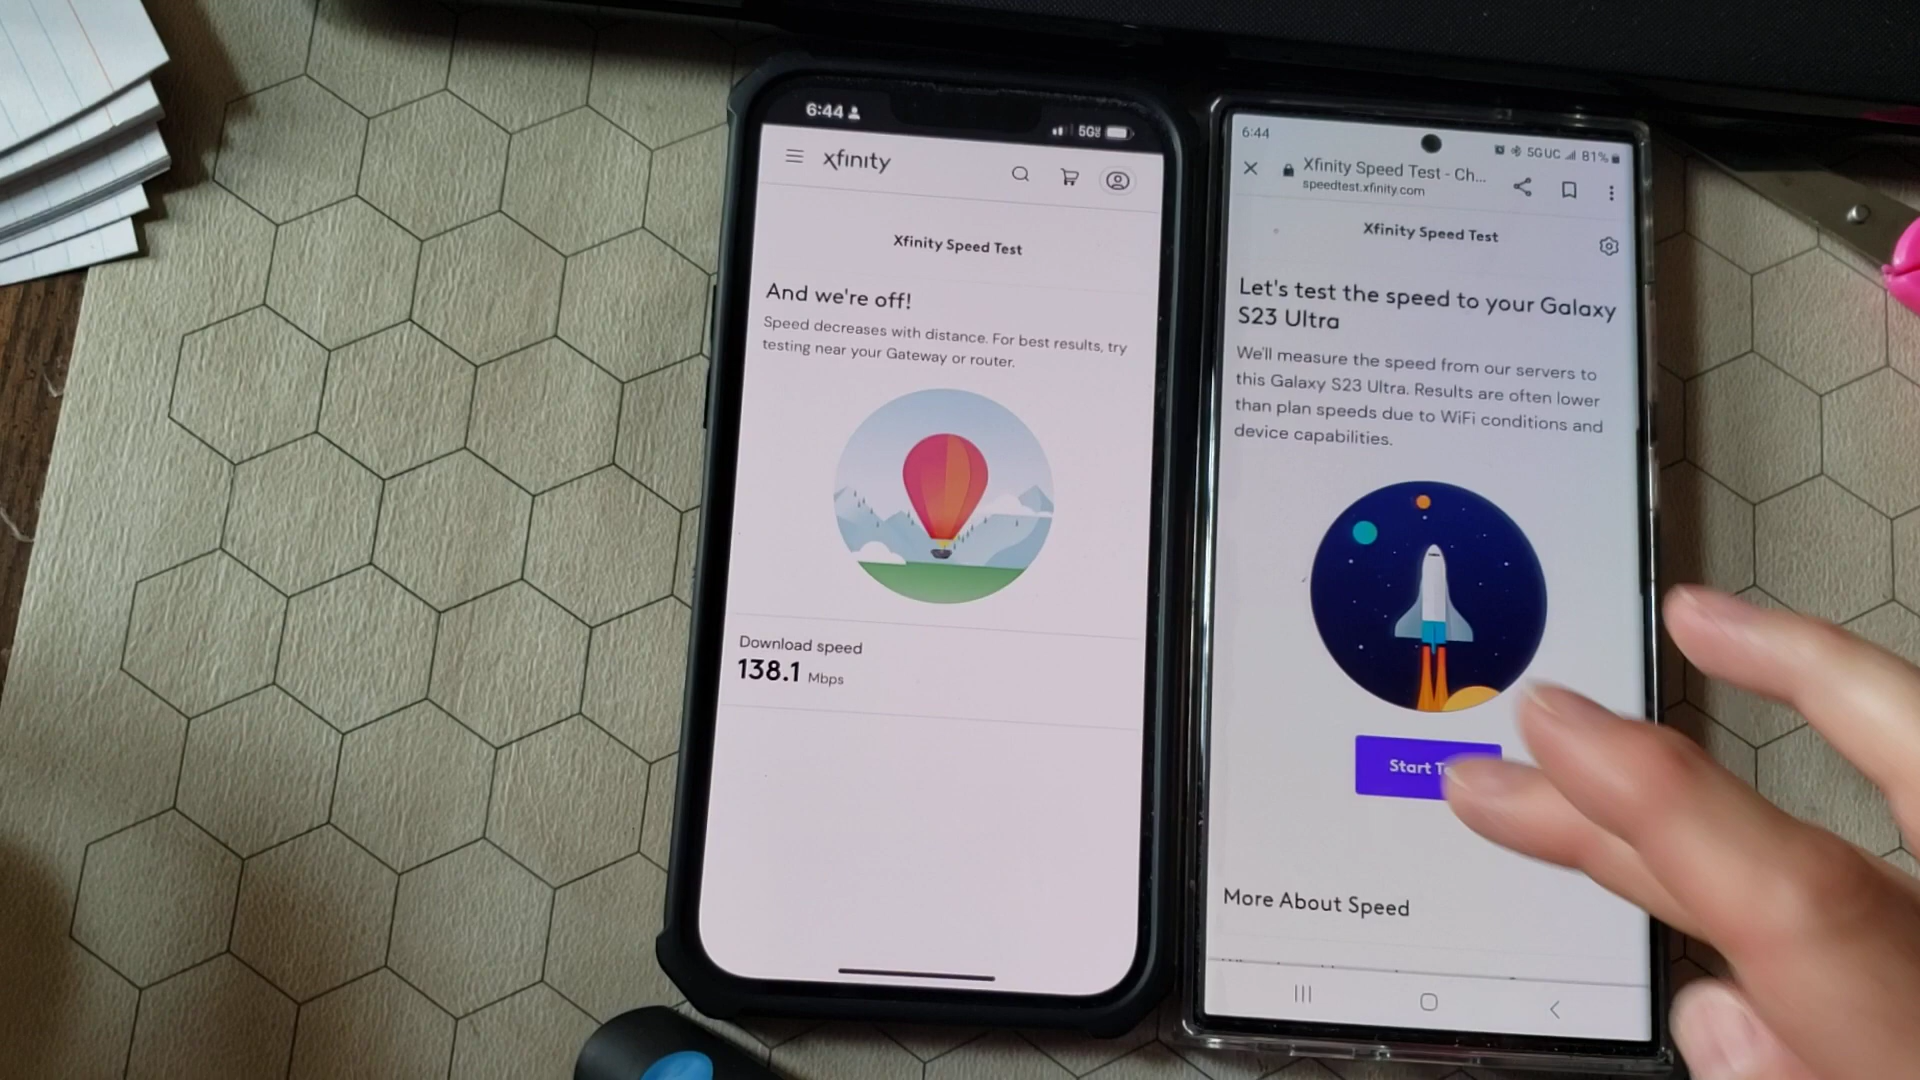 6:44
5G
xfinity
Xfinity Speed Test
And we're off!
Speed decreases with distance. For best results, try
testing near your Gateway or router.
Download speed
138.1 Mbps
6:44
5G UC 81%
Xfinity Speed Test - Ch...
speedtest.xfinity.com
Xfinity Speed Test
Let's test the speed to your Galaxy
S23 Ultra
We'll measure the speed from our servers to
this Galaxy S23 Ultra. Results are often lower
than plan speeds due to WiFi conditions and
device capabilities.
Start
More About Speed